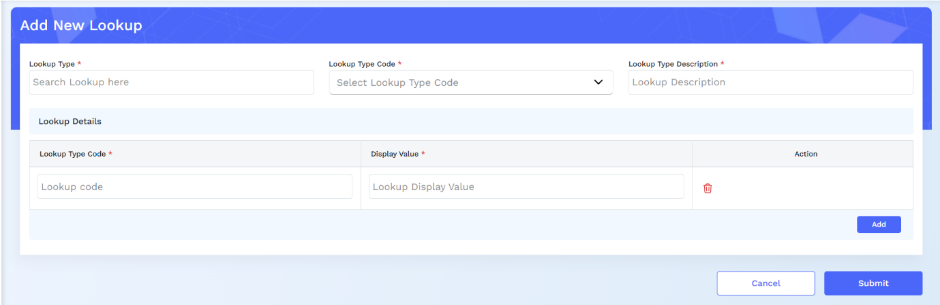 Add New Lookup
Lookup Type * Lookup Type Code * Lookup Type Description *
Search Lookup here Select Lookup Type Code Lookup Description
Lookup Details
Lookup Type Code * Display Value * Action
Lookup code Lookup Display Value
Add
Cancel Submit